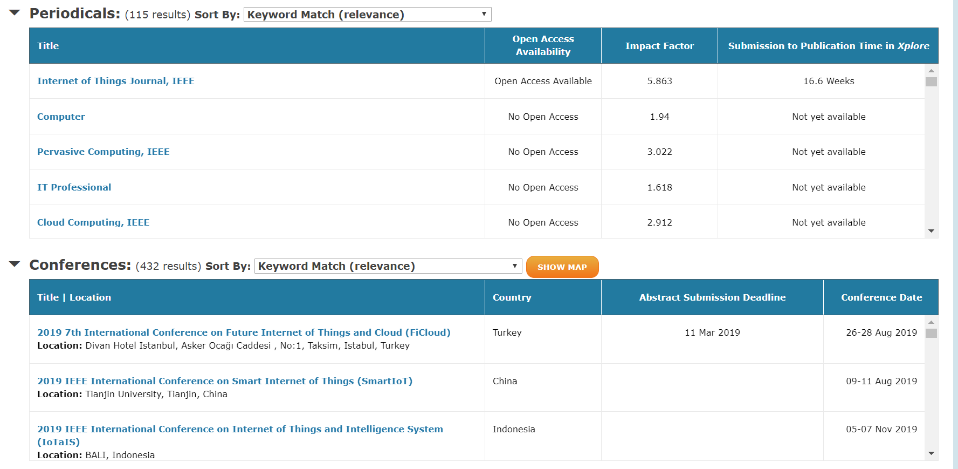 Periodicals: (115 results) Sort By: Keyword Match (relevance)
Title Open Access Availability Impact Factor Submission to Publication Time in Xplore
Internet of Things Journal, IEEE Open Access Available 5.863 16.6 Weeks
Computer No Open Access 1.94 Not yet available
Pervasive Computing, IEEE No Open Access 3.022 Not yet available
IT Professional No Open Access 1.618 Not yet available
Cloud Computing, IEEE No Open Access 2.912 Not yet available
Conferences: (432 results) Sort By: Keyword Match (relevance) SHOW MAP
Title | Location Country Abstract Submission Deadline Conference Date
2019 7th International Conference on Future Internet of Things and Cloud (FiCloud) Turkey 11 Mar 2019 26-28 Aug 2019
Location: Divan Hotel Istanbul, Asker Ocağı Caddesi , No:1, Taksim, Istabul, Turkey
2019 IEEE International Conference on Smart Internet of Things (SmartIoT) China 09-11 Aug 2019
Location: Tianjin University, Tianjin, China
2019 IEEE International Conference on Internet of Things and Intelligence System Indonesia 05-07 Nov 2019
(IoTaIS)
Location: BALI, Indonesia